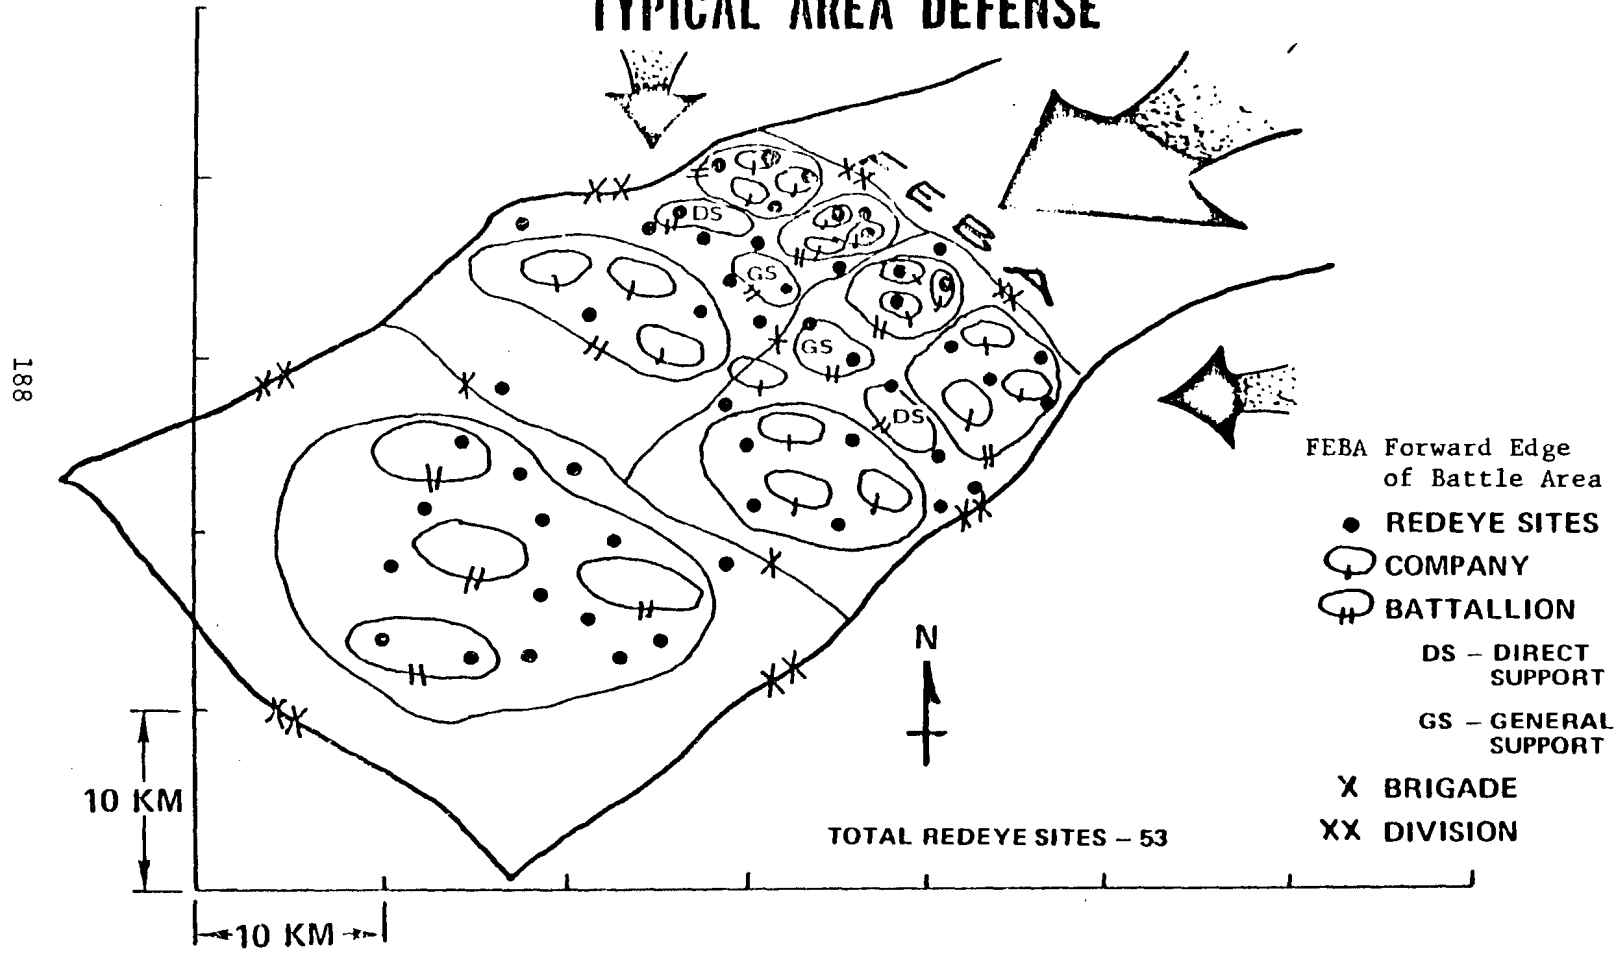 TYPICAL AREA DEFENSE
FEBA
DS
GS
GS
DS
188
FEBA Forward Edge
of Battle Area
REDEYE SITES
COMPANY
BATTALLION
DS – DIRECT
SUPPORT
GS – GENERAL
SUPPORT
X BRIGADE
XX DIVISION
N
TOTAL REDEYE SITES – 53
10 KM
10 KM